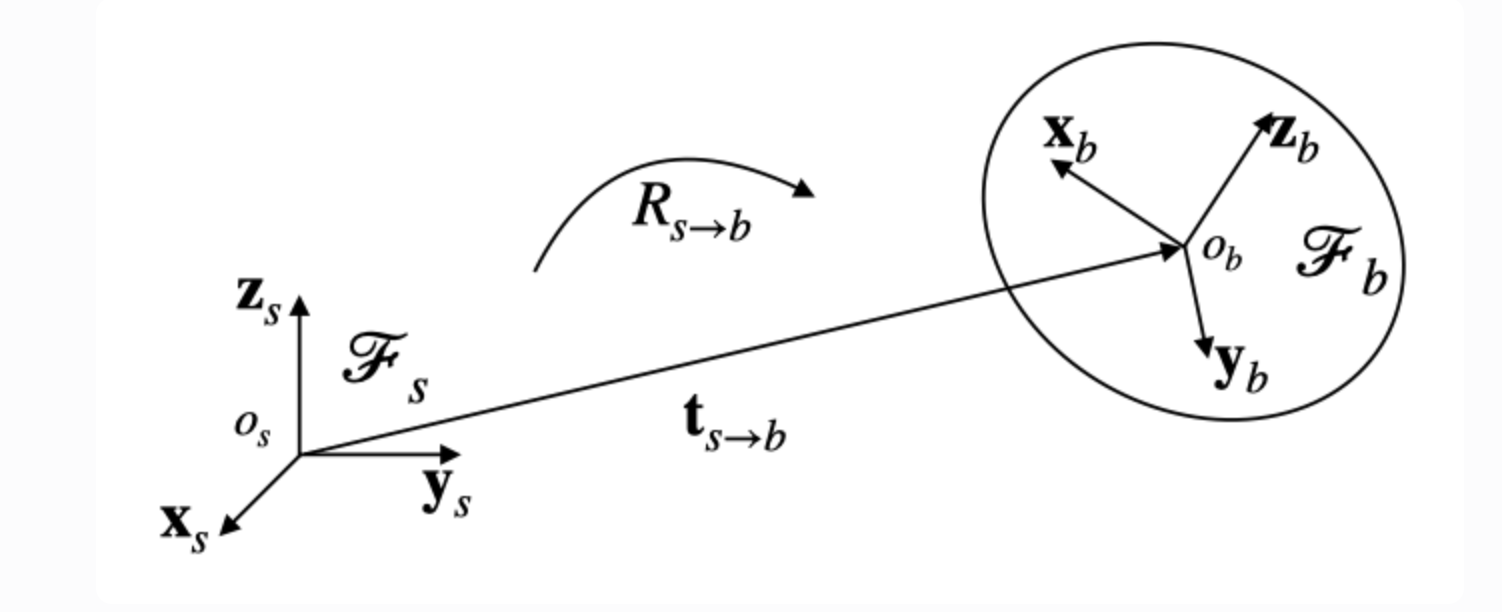 x_b
z_b
R_{s→b}
o_b
ℱ_b
z_s
ℱ_s
o_s
t_{s→b}
y_b
y_s
x_s